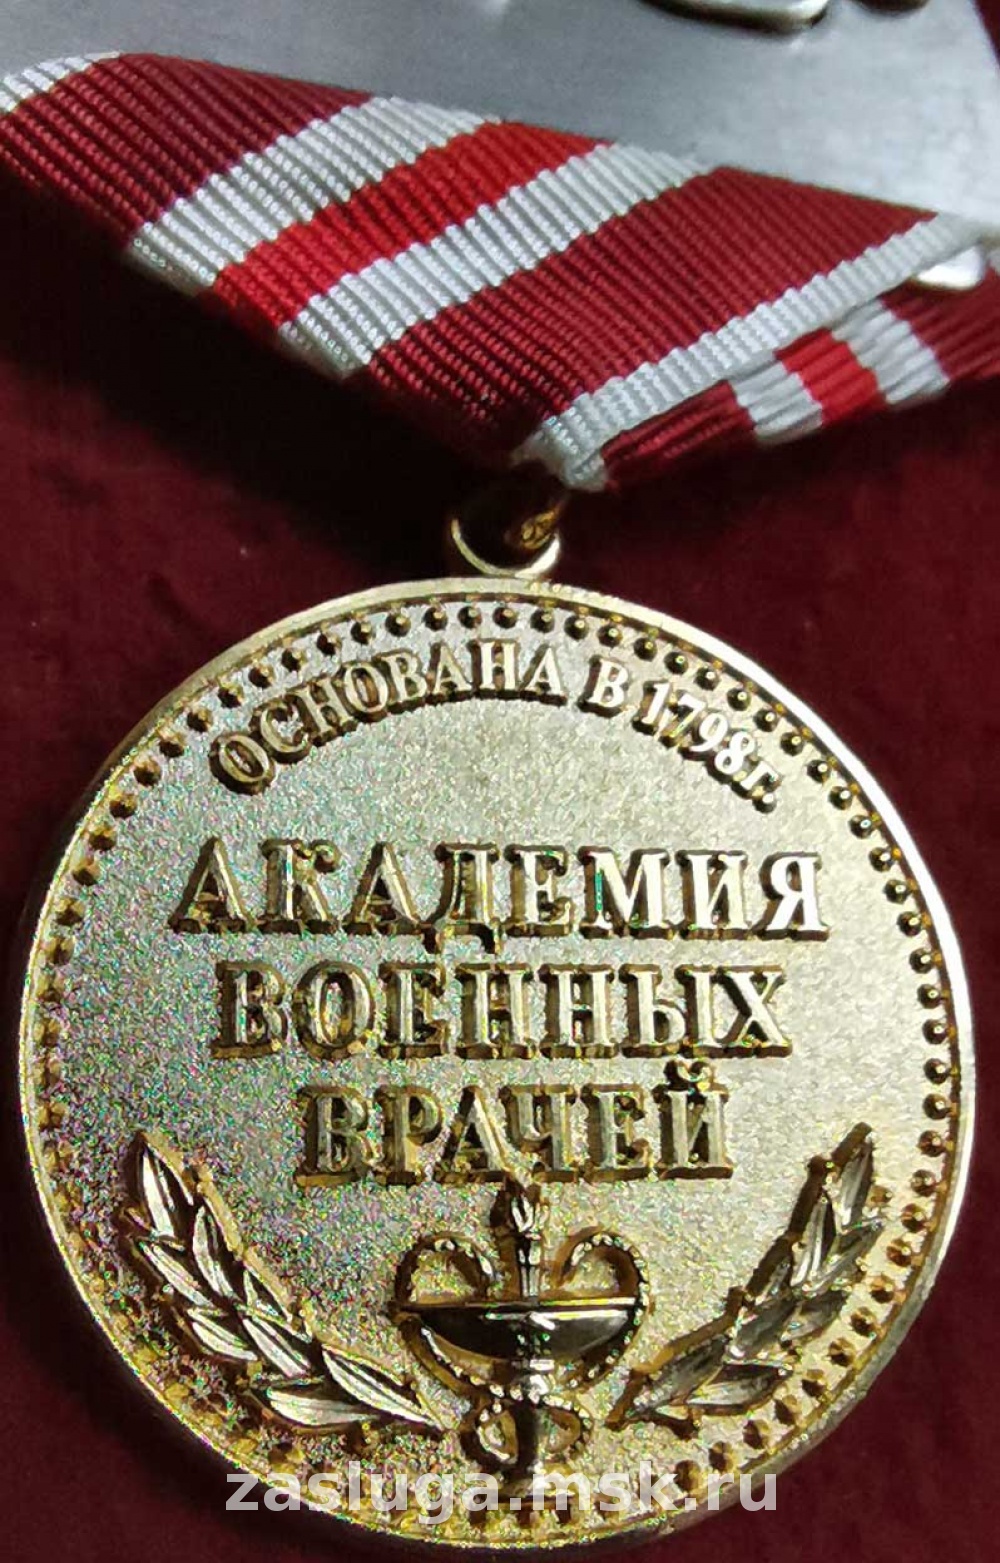 ОСНОВАНА В 1798г.
АКАДЕМИЯ
ВОЕННЫХ
ВРАЧЕЙ
zasluga.msk.ru